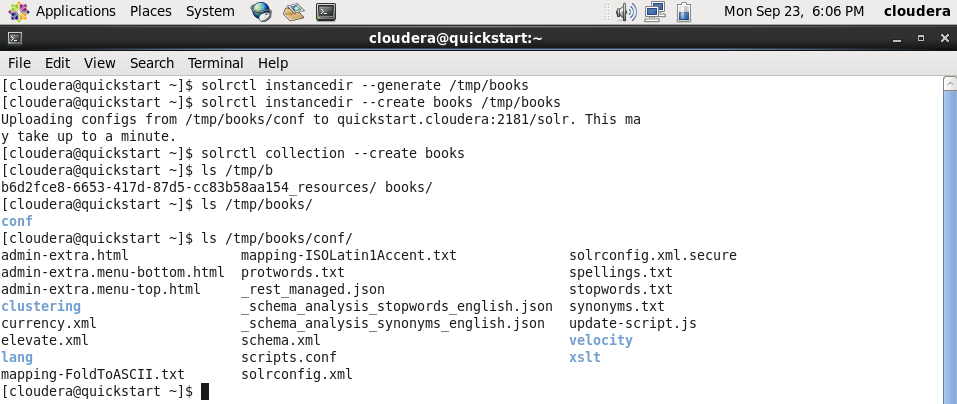 Applications Places System Mon Sep 23, 6:06 PM cloudera
cloudera@quickstart:~
File Edit View Search Terminal Help
[cloudera@quickstart ~]$ solrctl instancedir --generate /tmp/books
[cloudera@quickstart ~]$ solrctl instancedir --create books /tmp/books
Uploading configs from /tmp/books/conf to quickstart.cloudera:2181/solr. This ma
y take up to a minute.
[cloudera@quickstart ~]$ solrctl collection --create books
[cloudera@quickstart ~]$ ls /tmp/b
b6d2fce8-6653-417d-87d5-cc83b58aa154_resources/ books/
[cloudera@quickstart ~]$ ls /tmp/books/
conf
[cloudera@quickstart ~]$ ls /tmp/books/conf/
admin-extra.html mapping-ISOLatin1Accent.txt solrconfig.xml.secure
admin-extra.menu-bottom.html protwords.txt spellings.txt
admin-extra.menu-top.html _rest_managed.json stopwords.txt
clustering _schema_analysis_stopwords_english.json synonyms.txt
currency.xml _schema_analysis_synonyms_english.json update-script.js
elevate.xml schema.xml velocity
lang scripts.conf xslt
mapping-FoldToASCII.txt solrconfig.xml
[cloudera@quickstart ~]$